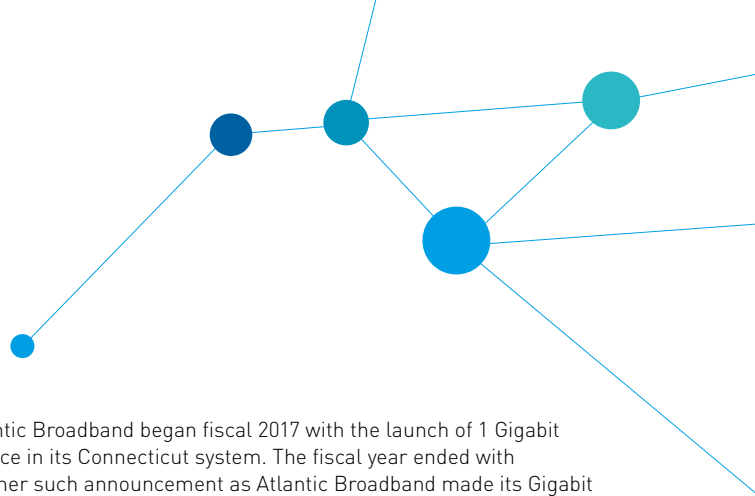 ntic Broadband began fiscal 2017 with the launch of 1 Gigabit
ce in its Connecticut system. The fiscal year ended with
her such announcement as Atlantic Broadband made its Gigabit